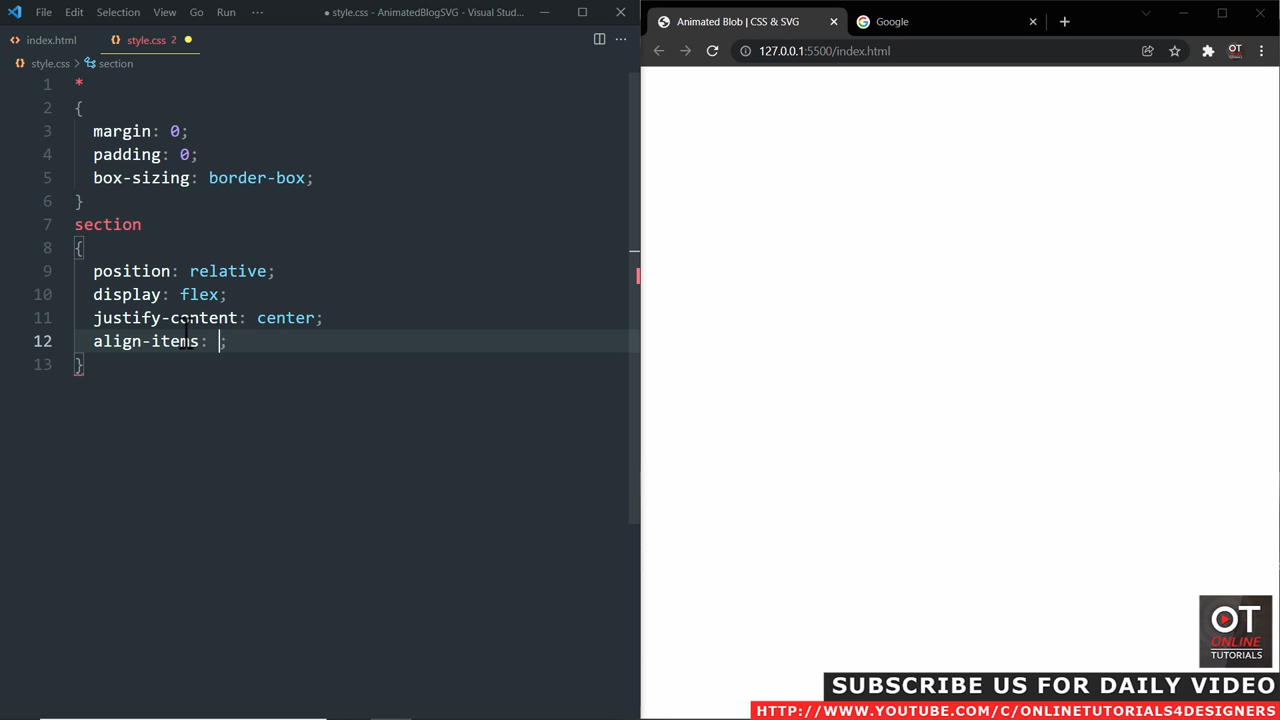 File Edit Selection View Go Run ··· ● style.css - AnimatedBlogSVG - Visual Stud...
index.html style.css 2
style.css > section
1 *
2 {
3 margin: 0;
4 padding: 0;
5 box-sizing: border-box;
6 }
7 section
8 {
9 position: relative;
10 display: flex;
11 justify-content: center;
12 align-items: ;
13 }
Animated Blob | CSS & SVG Google
127.0.0.1:5500/index.html
OT
OT
ONLINE
TUTORIALS
SUBSCRIBE US FOR DAILY VIDEO
HTTP://WWW.YOUTUBE.COM/C/ONLINETUTORIALS4DESIGNERS